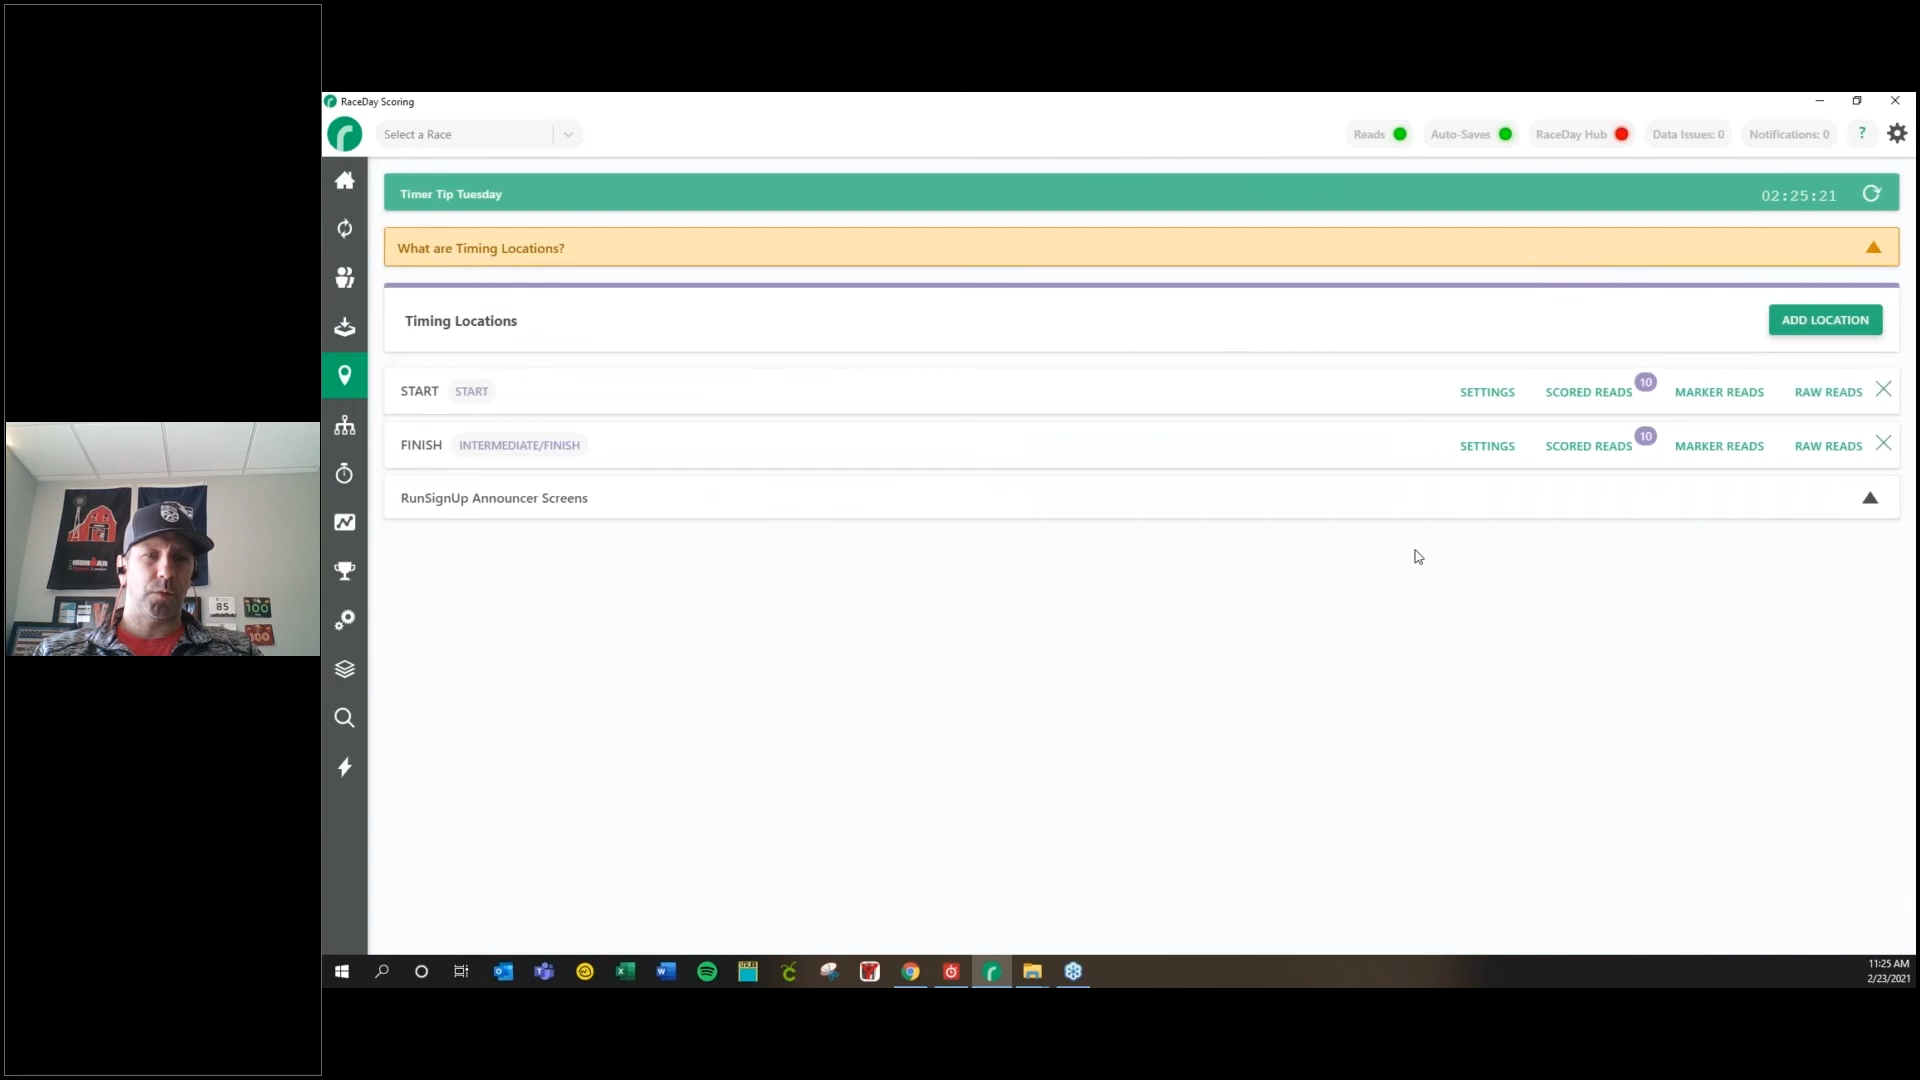 RaceDay Scoring
Select a Race
Reads
Auto-Saves
RaceDay Hub
Data Issues: 0
Notifications: 0
?
Timer Tip Tuesday
02:25:21
What are Timing Locations?
Timing Locations
ADD LOCATION
START START SETTINGS SCORED READS 10 MARKER READS RAW READS
FINISH INTERMEDIATE/FINISH SETTINGS SCORED READS 10 MARKER READS RAW READS
RunSignUp Announcer Screens
IRONMAN
85
100
100
11:25 AM
2/23/2021